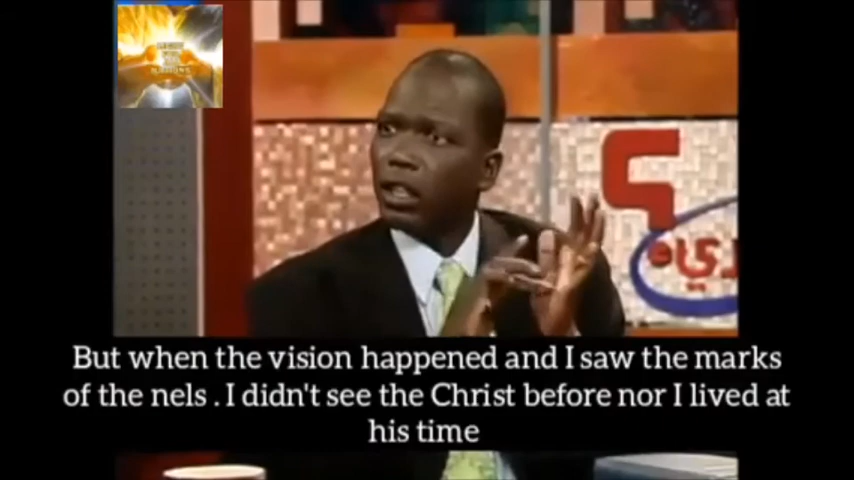 But when the vision happened and I saw the marks
of the nels . I didn't see the Christ before nor I lived at
his time